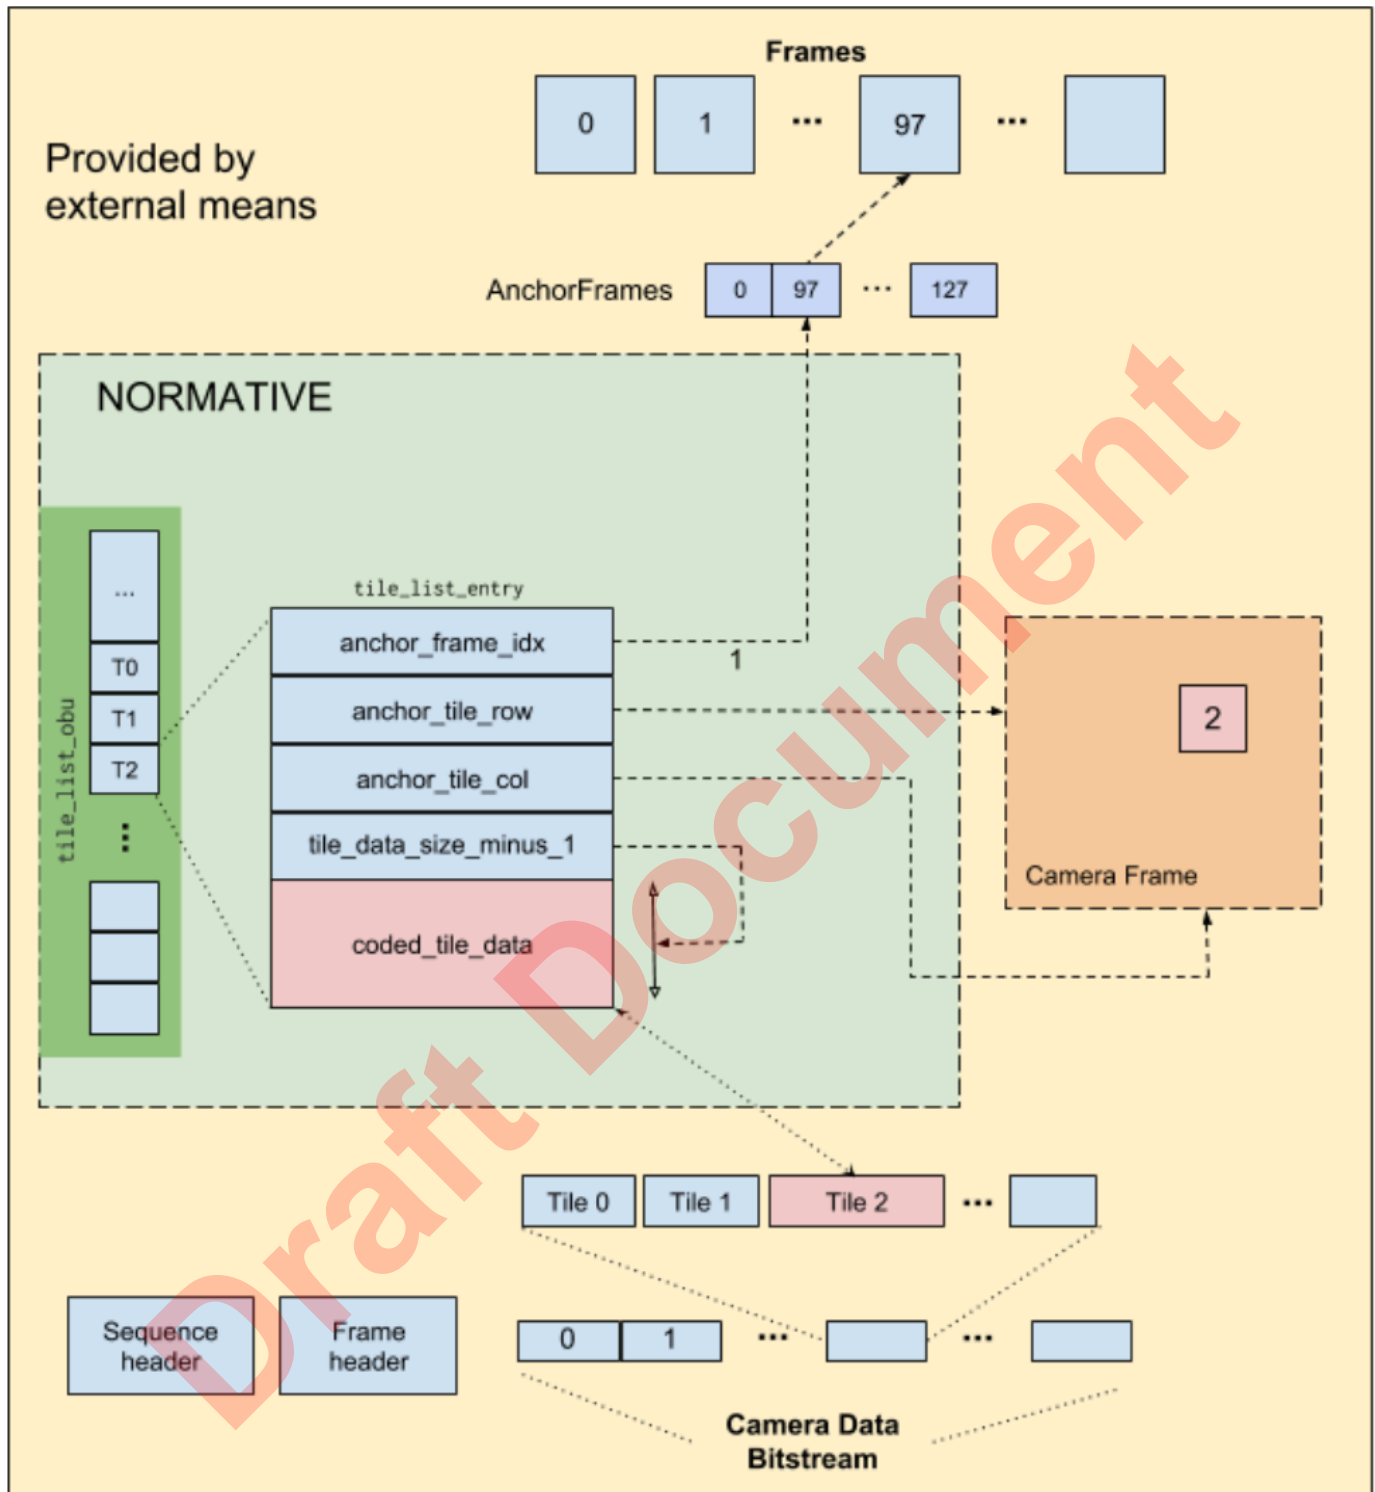 Frames
0 1 ... 97 ...
Provided by
external means
AnchorFrames 0 97 ... 127
NORMATIVE
tile_list_obu
...
T0
T1
T2
...
tile_list_entry
anchor_frame_idx
1
anchor_tile_row
anchor_tile_col
tile_data_size_minus_1
coded_tile_data
2
Camera Frame
Tile 0 Tile 1 Tile 2 ...
Sequence
header
Frame
header
0 1 ... ...
Camera Data
Bitstream
Draft Document